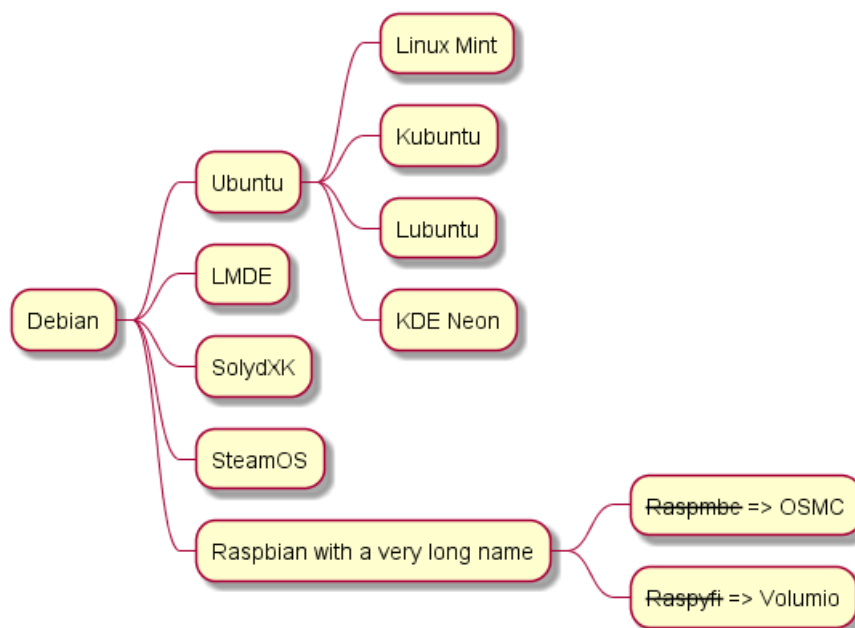 Debian
Ubuntu
Linux Mint
Kubuntu
Lubuntu
KDE Neon
LMDE
SolydXK
SteamOS
Raspbian with a very long name
Raspmbc => OSMC
Raspyfi => Volumio